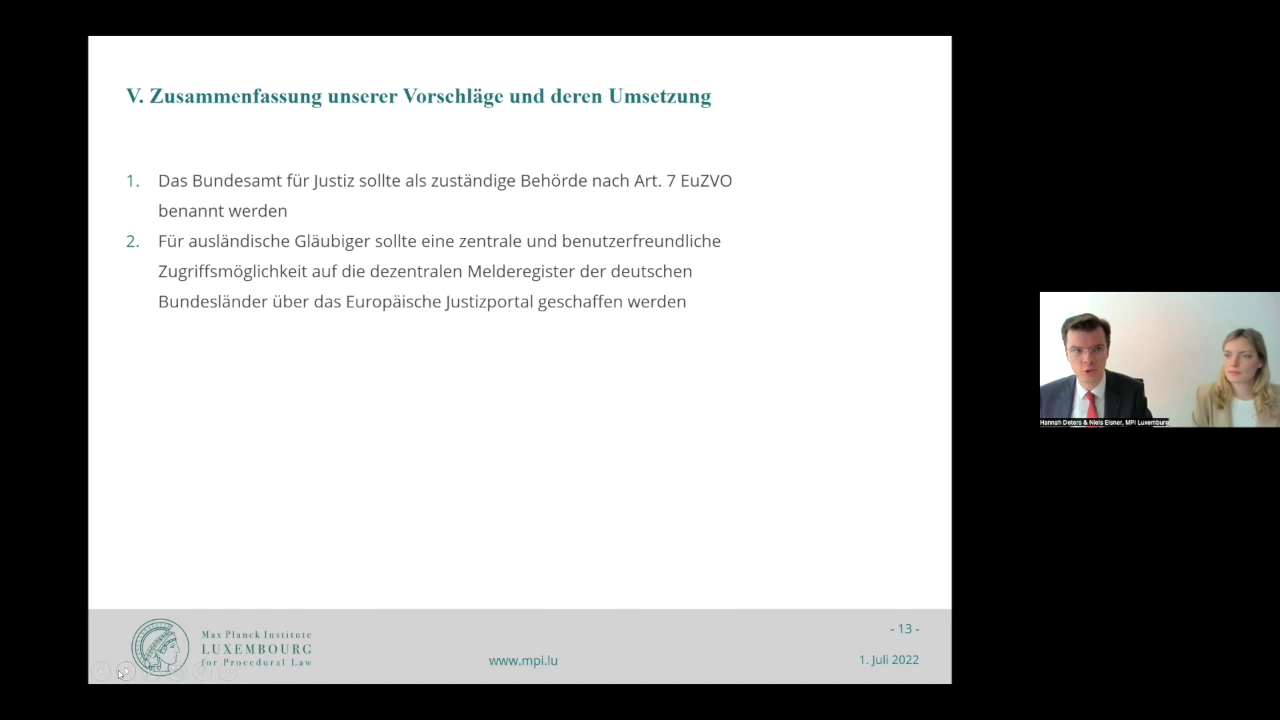 V. Zusammenfassung unserer Vorschläge und deren Umsetzung
1. Das Bundesamt für Justiz sollte als zuständige Behörde nach Art. 7 EuZVO
benannt werden
2. Für ausländische Gläubiger sollte eine zentrale und benutzerfreundliche
Zugriffsmöglichkeit auf die dezentralen Melderegister der deutschen
Bundesländer über das Europäische Justizportal geschaffen werden
Hannah Deters & Niels Elsner, MPI Luxemburg
Max Planck Institute
LUXEMBOURG
for Procedural Law
www.mpi.lu
- 13 -
1. Juli 2022